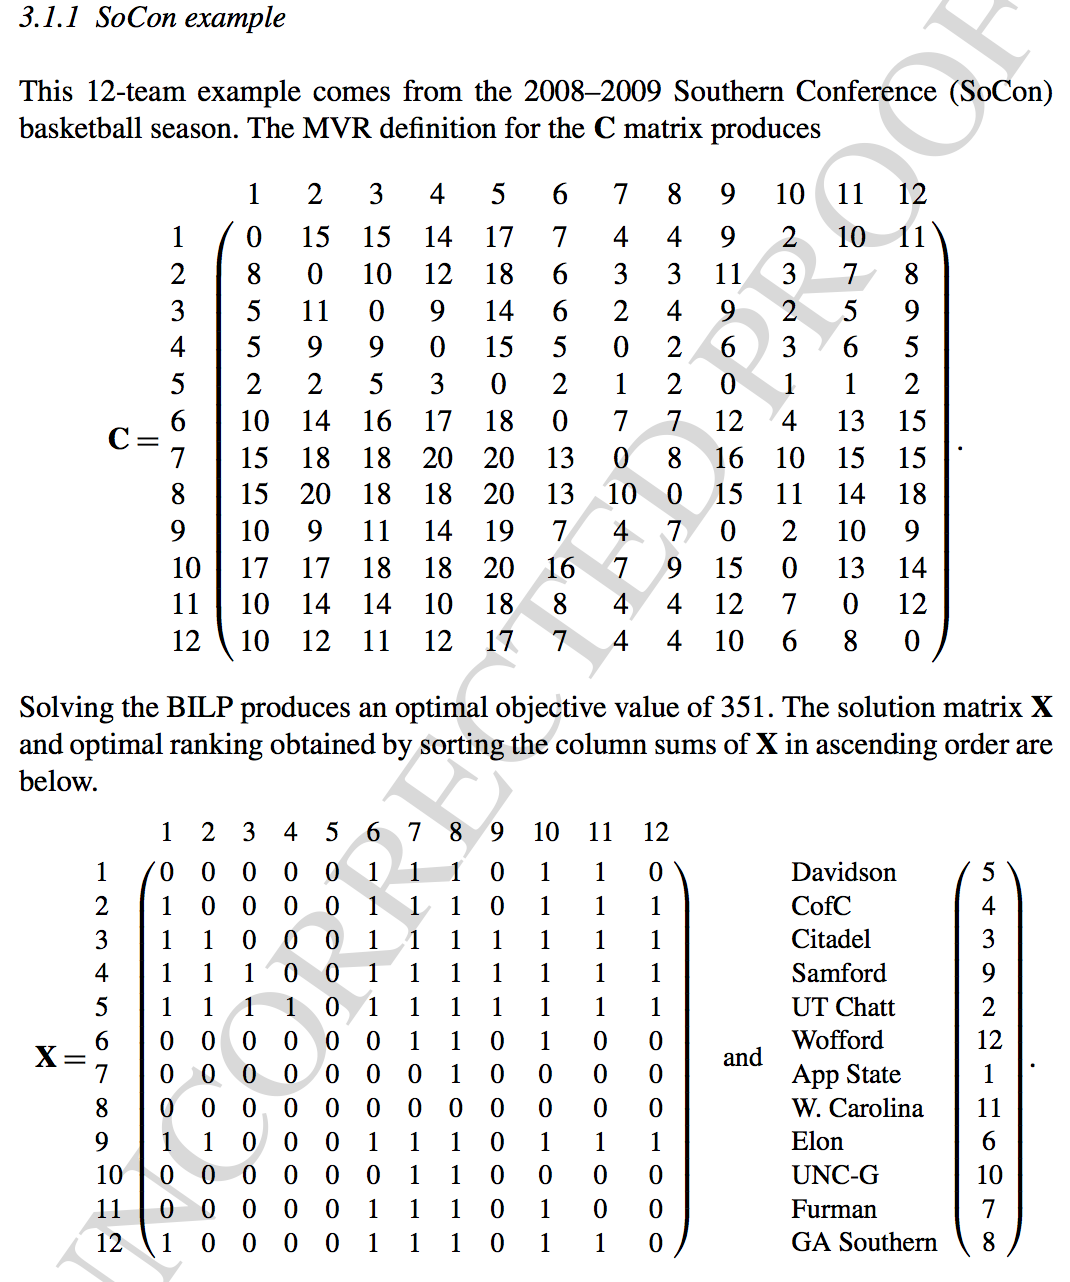 3.1.1 SoCon example
This 12-team example comes from the 2008–2009 Southern Conference (SoCon)
basketball season. The MVR definition for the C matrix produces
1 2 3 4 5 6 7 8 9 10 11 12
1 0 15 15 14 17 7 4 4 9 2 10 11
2 8 0 10 12 18 6 3 3 11 3 7 8
3 5 11 0 9 14 6 2 4 9 2 5 9
4 5 9 9 0 15 5 0 2 6 3 6 5
5 2 2 5 3 0 2 1 2 0 1 1 2
C = 6 10 14 16 17 18 0 7 7 12 4 13 15
7 15 18 18 20 20 13 0 8 16 10 15 15 .
8 15 20 18 18 20 13 10 0 15 11 14 18
9 10 9 11 14 19 7 4 7 0 2 10 9
10 17 17 18 18 20 16 7 9 15 0 13 14
11 10 14 14 10 18 8 4 4 12 7 0 12
12 10 12 11 12 17 7 4 4 10 6 8 0
Solving the BILP produces an optimal objective value of 351. The solution matrix X
and optimal ranking obtained by sorting the column sums of X in ascending order are
below.
1 2 3 4 5 6 7 8 9 10 11 12
1 0 0 0 0 0 1 1 1 0 1 1 0 Davidson 5
2 1 0 0 0 0 1 1 1 0 1 1 1 CofC 4
3 1 1 0 0 0 1 1 1 1 1 1 1 Citadel 3
4 1 1 1 0 0 1 1 1 1 1 1 1 Samford 9
5 1 1 1 1 0 1 1 1 1 1 1 1 UT Chatt 2
X = 6 0 0 0 0 0 0 1 1 0 1 0 0 and Wofford 12
7 0 0 0 0 0 0 0 1 0 0 0 0 App State 1 .
8 0 0 0 0 0 0 0 0 0 0 0 0 W. Carolina 11
9 1 1 0 0 0 1 1 1 0 1 1 1 Elon 6
10 0 0 0 0 0 0 1 1 0 0 0 0 UNC-G 10
11 0 0 0 0 0 1 1 1 0 1 0 0 Furman 7
12 1 0 0 0 0 1 1 1 0 1 1 0 GA Southern 8
UNCORRECTED PROOF